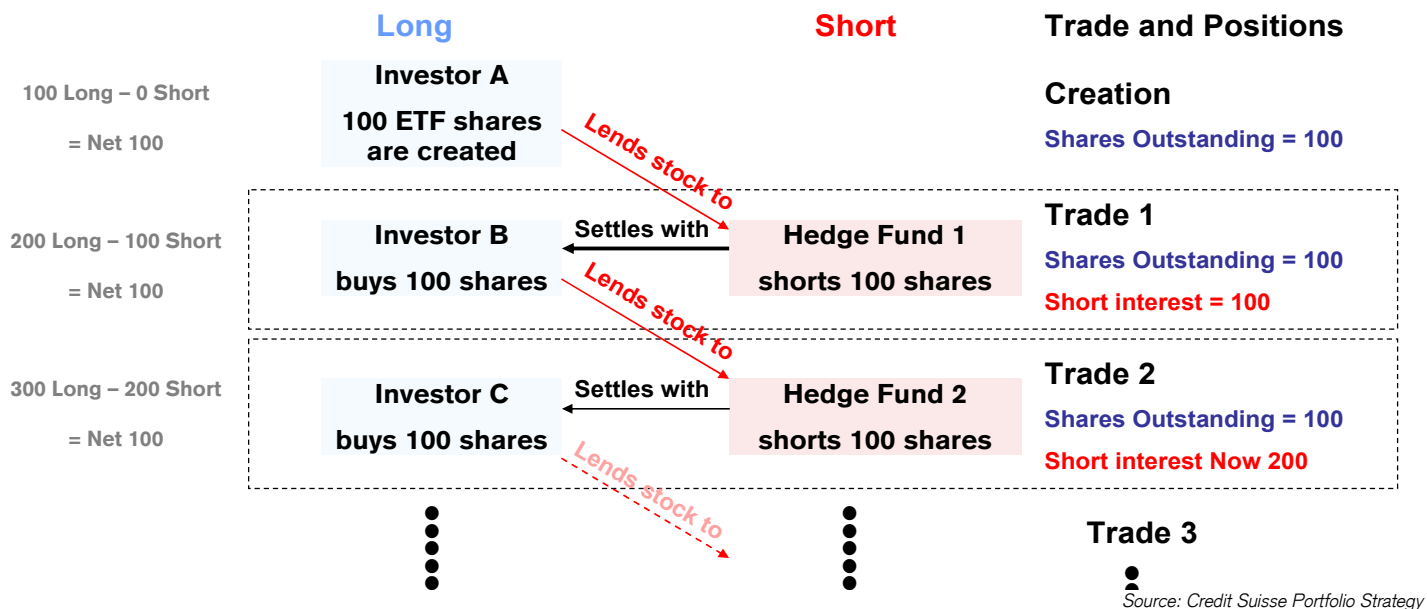 Long
Short
Trade and Positions
100 Long – 0 Short
= Net 100
Investor A
100 ETF shares
are created
Lends stock to
Creation
Shares Outstanding = 100
200 Long – 100 Short
= Net 100
Investor B
buys 100 shares
Settles with
Hedge Fund 1
shorts 100 shares
Trade 1
Shares Outstanding = 100
Short interest = 100
Lends stock to
300 Long – 200 Short
= Net 100
Investor C
buys 100 shares
Settles with
Hedge Fund 2
shorts 100 shares
Trade 2
Shares Outstanding = 100
Short interest Now 200
Lends stock to
Trade 3
Source: Credit Suisse Portfolio Strategy